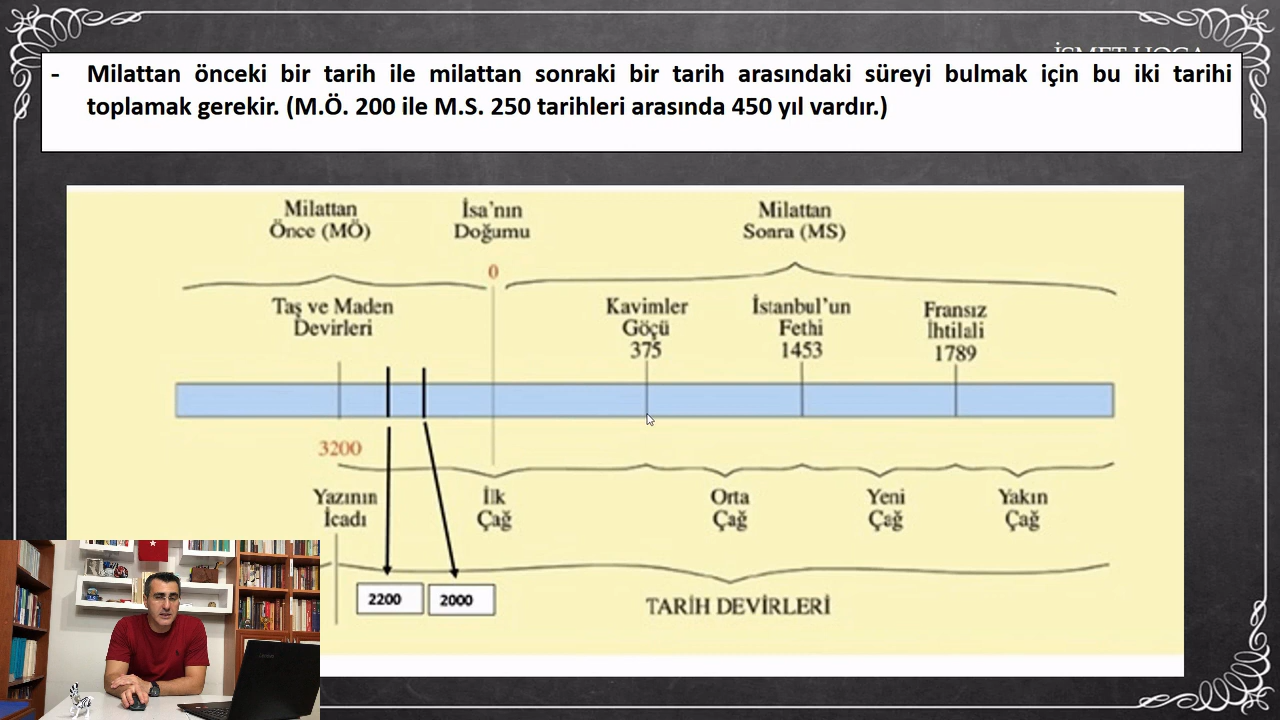 İSMET HOCA
- Milattan önceki bir tarih ile milattan sonraki bir tarih arasındaki süreyi bulmak için bu iki tarihi
toplamak gerekir. (M.Ö. 200 ile M.S. 250 tarihleri arasında 450 yıl vardır.)
Milattan
Önce (MÖ)
İsa'nın
Doğumu
Milattan
Sonra (MS)
0
Taş ve Maden
Devirleri
Kavimler
Göçü
375
İstanbul'un
Fethi
1453
Fransız
İhtilali
1789
3200
Yazının
İcadı
İlk
Çağ
Orta
Çağ
Yeni
Çağ
Yakın
Çağ
2200
2000
TARİH DEVİRLERİ